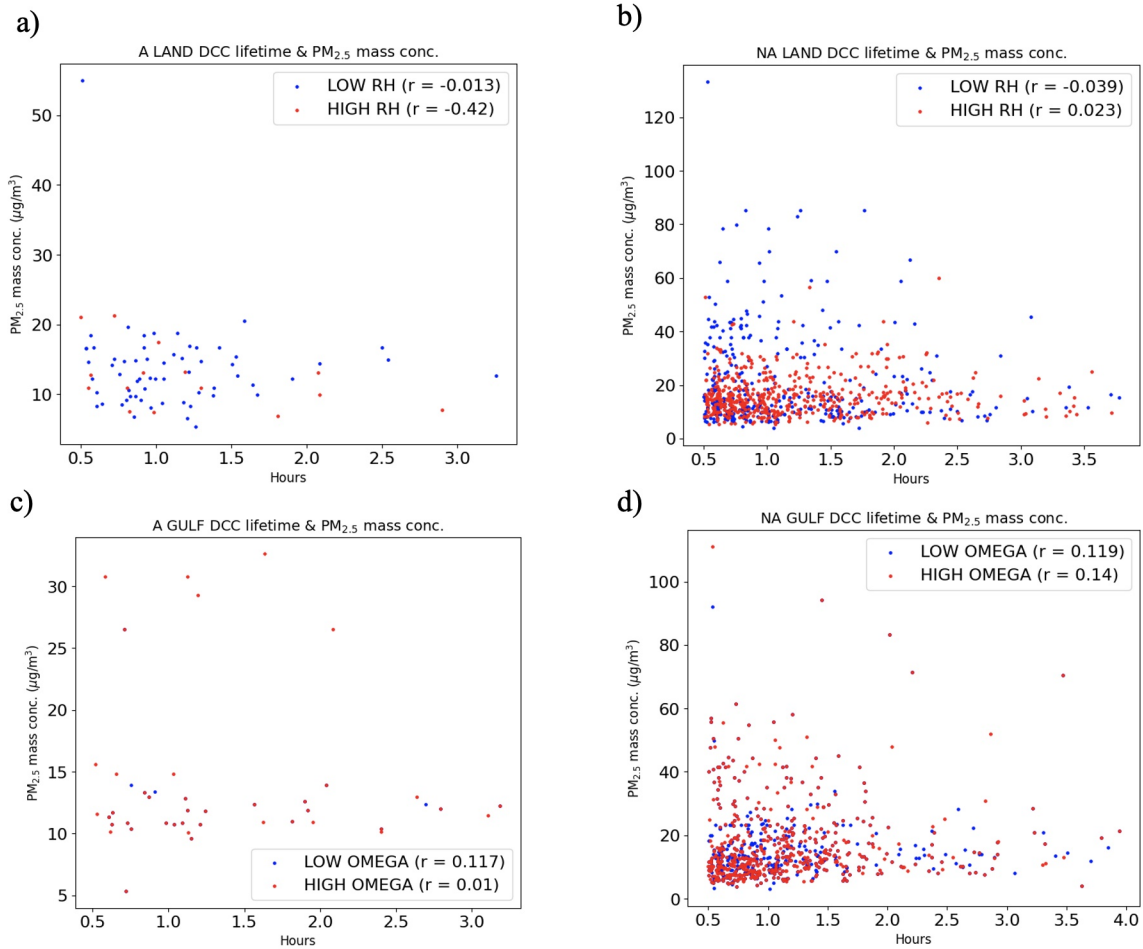 a)
A LAND DCC lifetime & PM2.5 mass conc.
LOW RH (r = -0.013)
HIGH RH (r = -0.42)
PM2.5 mass conc. (μg/m³)
50
40
30
20
10
0.5 1.0 1.5 2.0 2.5 3.0
Hours
b)
NA LAND DCC lifetime & PM2.5 mass conc.
LOW RH (r = -0.039)
HIGH RH (r = 0.023)
PM2.5 mass conc. (μg/m³)
120
100
80
60
40
20
0
0.5 1.0 1.5 2.0 2.5 3.0 3.5
Hours
c)
A GULF DCC lifetime & PM2.5 mass conc.
PM2.5 mass conc. (μg/m³)
30
25
20
15
10
5
LOW OMEGA (r = 0.117)
HIGH OMEGA (r = 0.01)
0.5 1.0 1.5 2.0 2.5 3.0
Hours
d)
NA GULF DCC lifetime & PM2.5 mass conc.
LOW OMEGA (r = 0.119)
HIGH OMEGA (r = 0.14)
PM2.5 mass conc. (μg/m³)
100
80
60
40
20
0
0.5 1.0 1.5 2.0 2.5 3.0 3.5 4.0
Hours